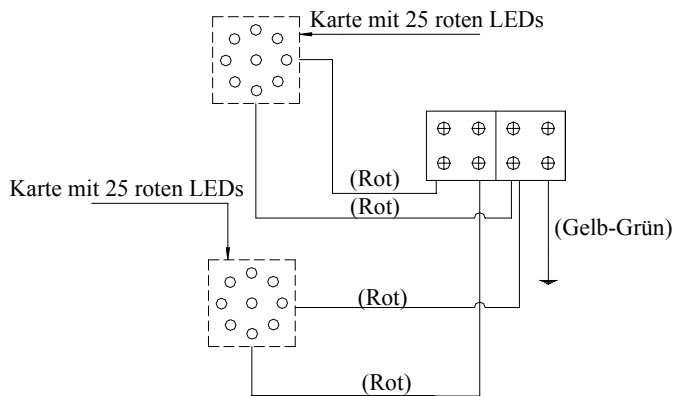 Karte mit 25 roten LEDs
(Rot)
(Rot)
Karte mit 25 roten LEDs
(Gelb-Grün)
(Rot)
(Rot)